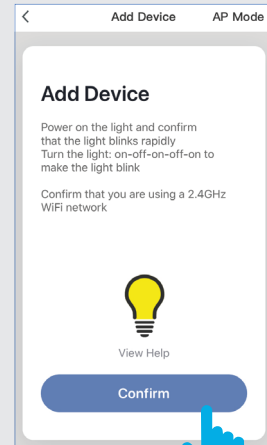 Add Device AP Mode
Add Device
Power on the light and confirm
that the light blinks rapidly
Turn the light: on-off-on-off-on to
make the light blink
Confirm that you are using a 2.4GHz
WiFi network
View Help
Confirm